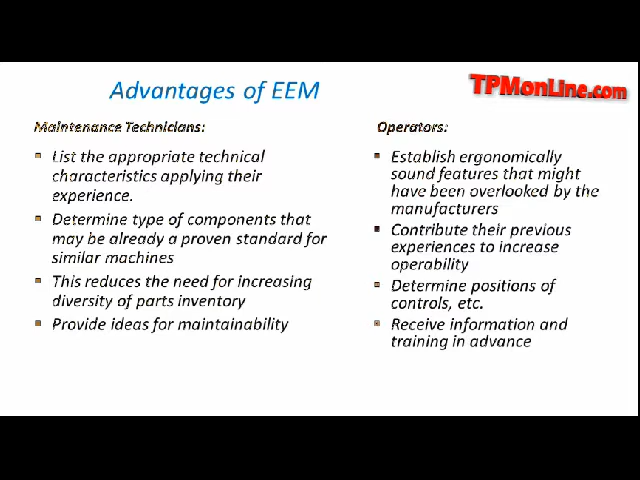 Advantages of EEM
TPMonLine.com
Maintenance Technicians:
List the appropriate technical
characteristics applying their
experience.
Determine type of components that
may be already a proven standard for
similar machines
This reduces the need for increasing
diversity of parts inventory
Provide ideas for maintainability
Operators:
Establish ergonomically
sound features that might
have been overlooked by the
manufacturers
Contribute their previous
experiences to increase
operability
Determine positions of
controls, etc.
Receive information and
training in advance